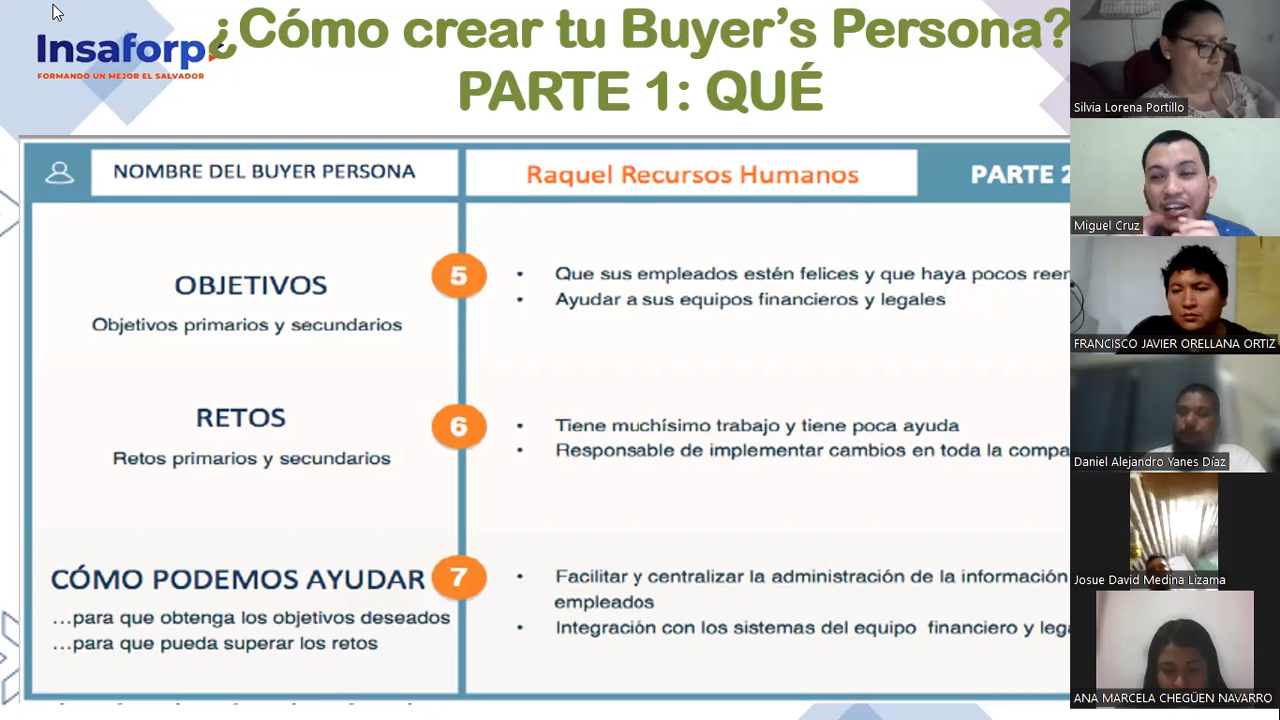 Insaforp
FORMANDO UN MEJOR EL SALVADOR
¿Cómo crear tu Buyer's Persona?
PARTE 1: QUÉ
NOMBRE DEL BUYER PERSONA
Raquel Recursos Humanos
PARTE 2
OBJETIVOS
Objetivos primarios y secundarios
5
• Que sus empleados estén felices y que haya pocos
• Ayudar a sus equipos financieros y legales
RETOS
Retos primarios y secundarios
6
• Tiene muchísimo trabajo y tiene poca ayuda
• Responsable de implementar cambios en toda la
CÓMO PODEMOS AYUDAR
...para que obtenga los objetivos deseados
...para que pueda superar los retos
7
• Facilitar y centralizar la administración de la información
empleados
• Integración con los sistemas del equipo financiero y
Silvia Lorena Portillo
Miguel Cruz
FRANCISCO JAVIER ORELLANA ORTIZ
Daniel Alejandro Yanes Díaz
Josue David Medina Lizama
ANA MARCELA CHEGÜEN NAVARRO